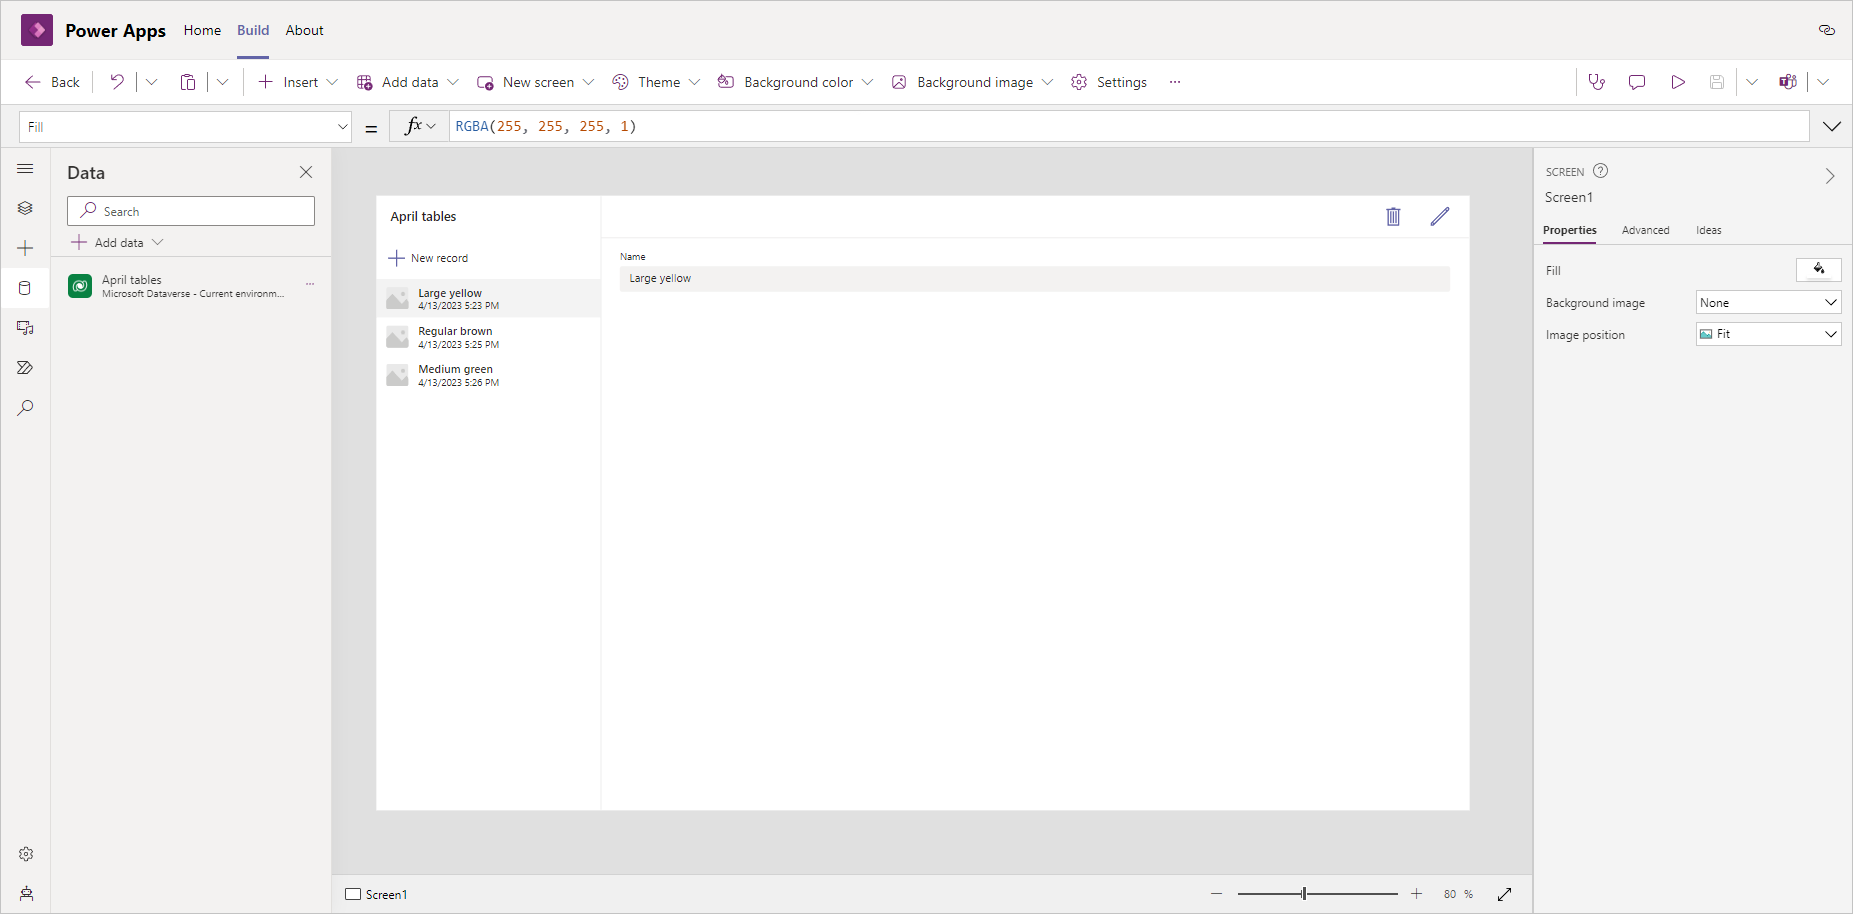 Power Apps Home Build About
Back Insert Add data New screen Theme Background color Background image Settings ...
Fill = fx RGBA(255, 255, 255, 1)
Data
Search
Add data
April tables
Microsoft Dataverse - Current environm...
...
April tables
New record
Large yellow
4/13/2023 5:23 PM
Regular brown
4/13/2023 5:25 PM
Medium green
4/13/2023 5:26 PM
Name
Large yellow
SCREEN ?
Screen1
Properties Advanced Ideas
Fill
Background image None
Image position Fit
Screen1 80 %